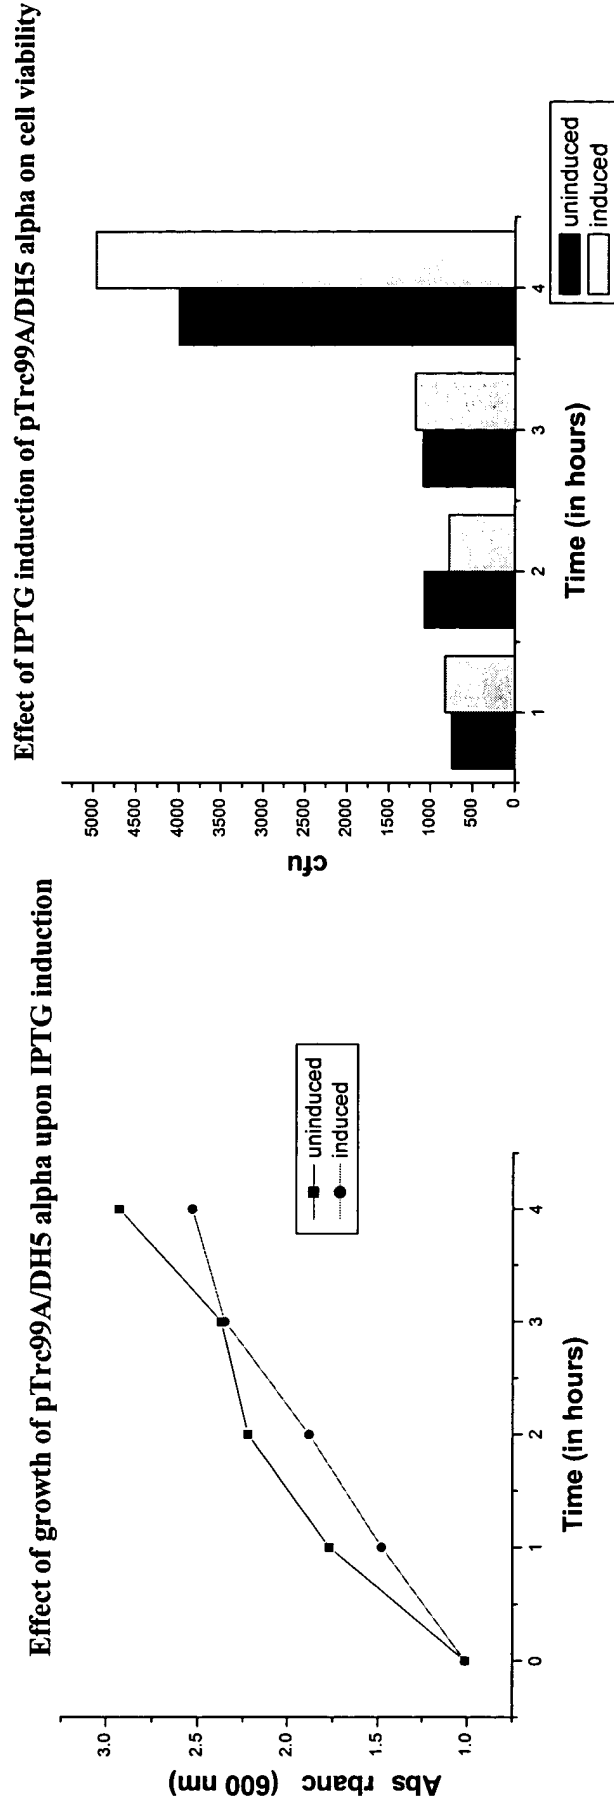 Effect of growth of pTrc99A/DH5 alpha upon IPTG induction
Abs rbanc (600 nm)
3.0
2.5
2.0
1.5
1.0
uninduced
induced
0 1 2 3 4
Time (in hours)
Effect of IPTG induction of pTrc99A/DH5 alpha on cell viability
cfu
5000
4500
4000
3500
3000
2500
2000
1500
1000
500
0
1 2 3 4
Time (in hours)
uninduced
induced